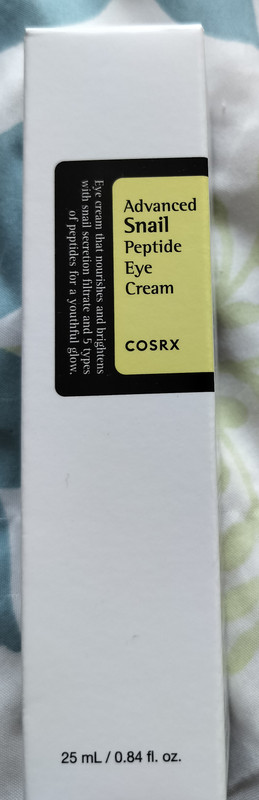 Advanced
Snail
Peptide
Eye
Cream
COSRX
Eye cream that nourishes and brightens
with snail secretion filtrate and 5 types
of peptides for a youthful glow.
25 mL / 0.84 fl. oz.